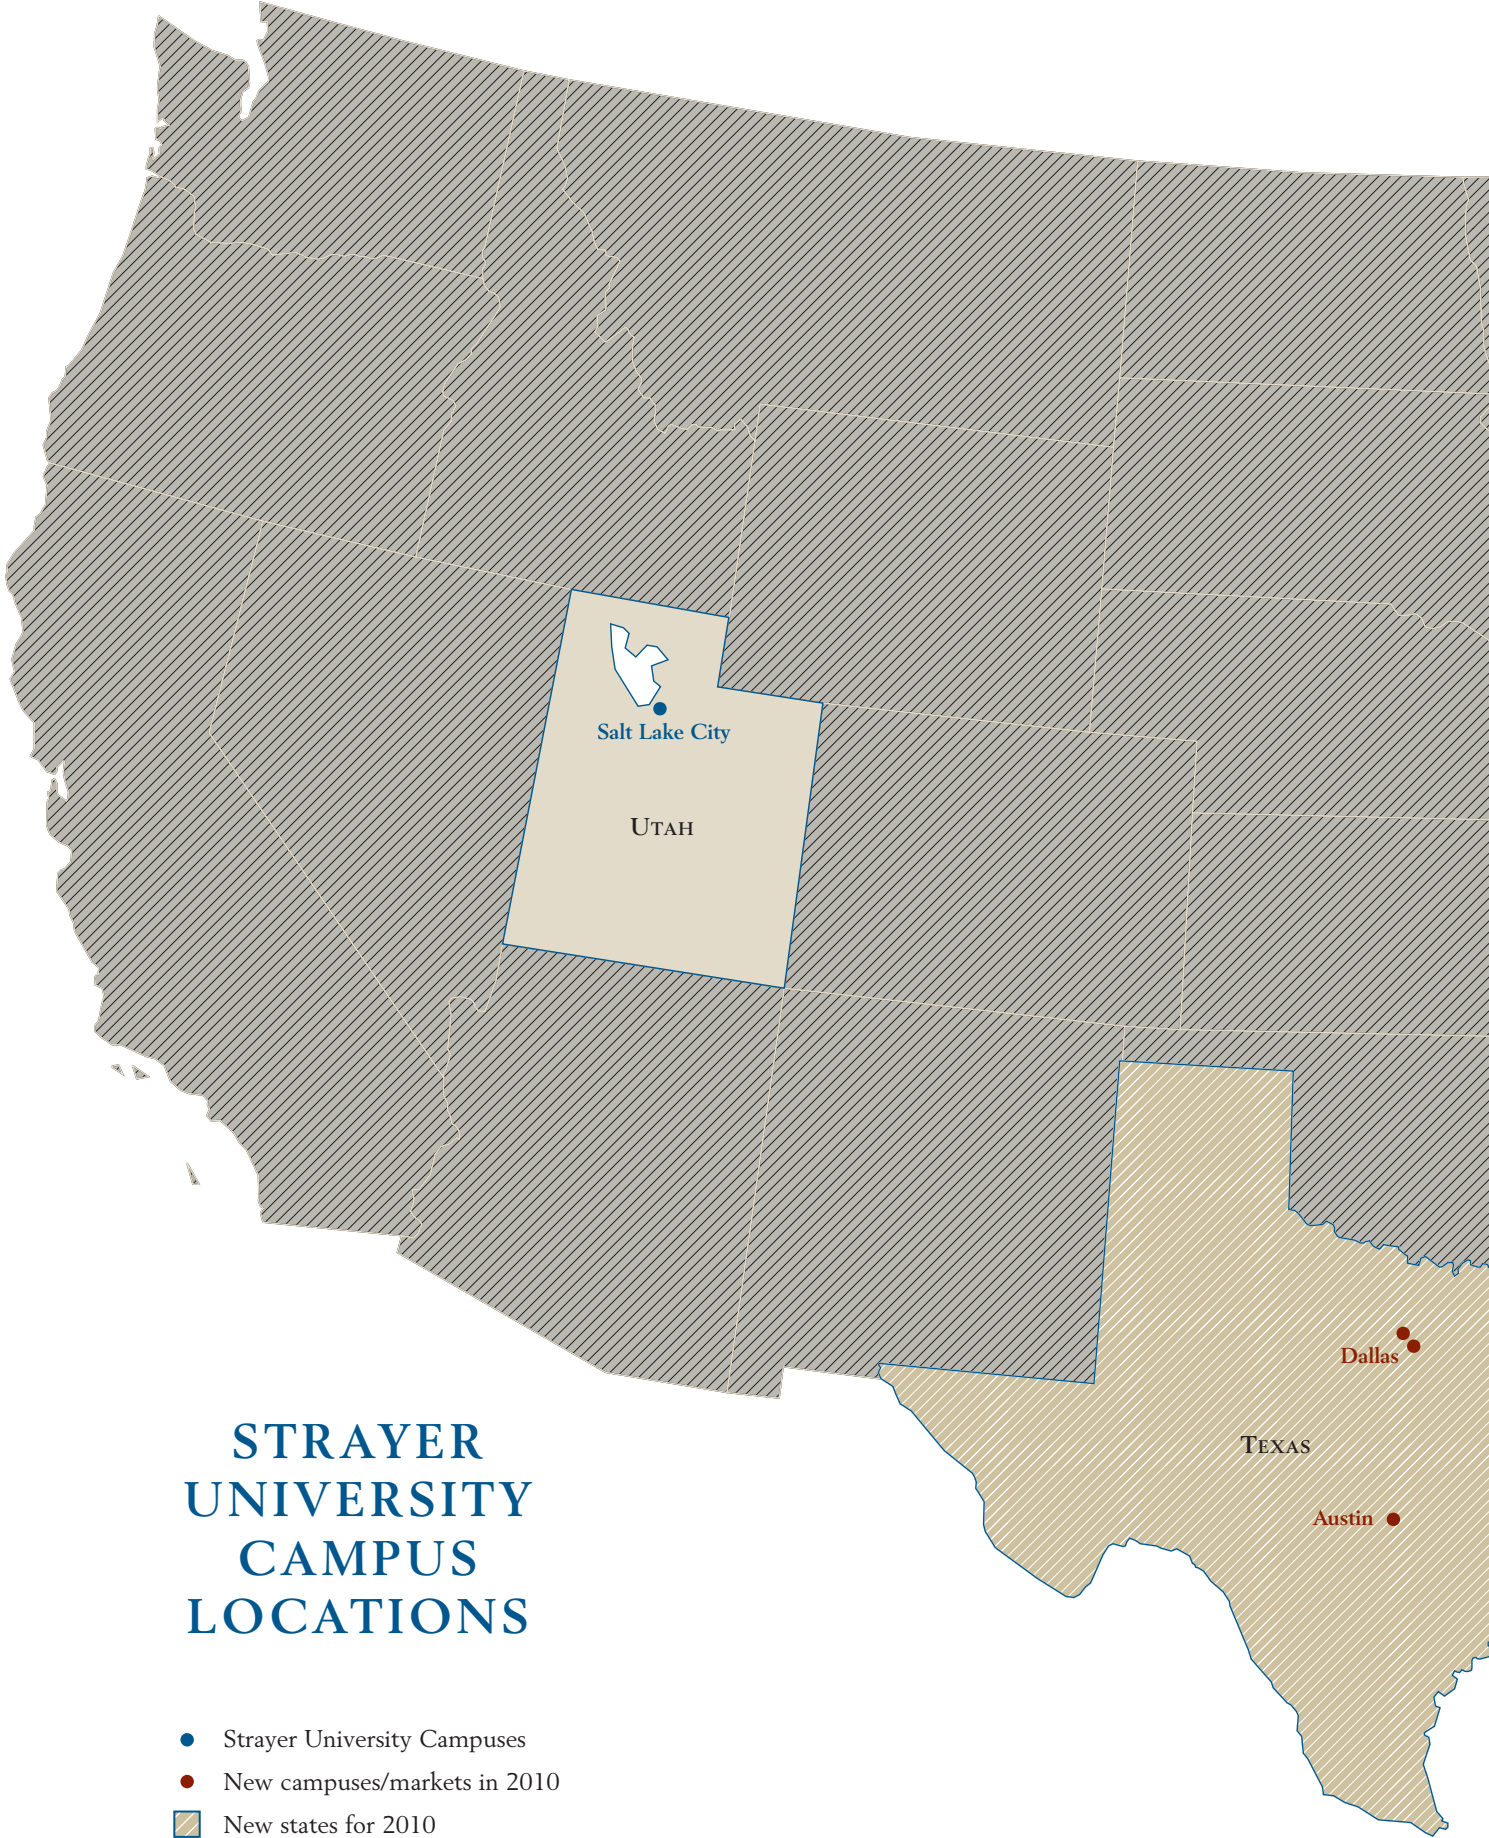 Salt Lake City
UTAH
Dallas
TEXAS
Austin
STRAYER
UNIVERSITY
CAMPUS
LOCATIONS
Strayer University Campuses
New campuses/markets in 2010
New states for 2010